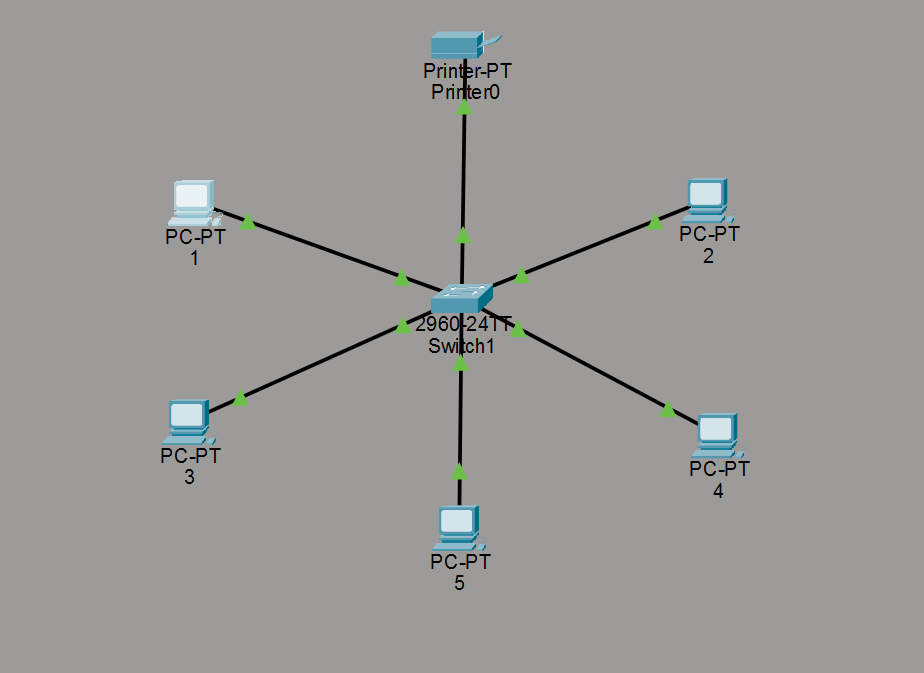 Printer-PT
Printer0
PC-PT
1
PC-PT
2
2960-24TT
Switch1
PC-PT
3
PC-PT
4
PC-PT
5